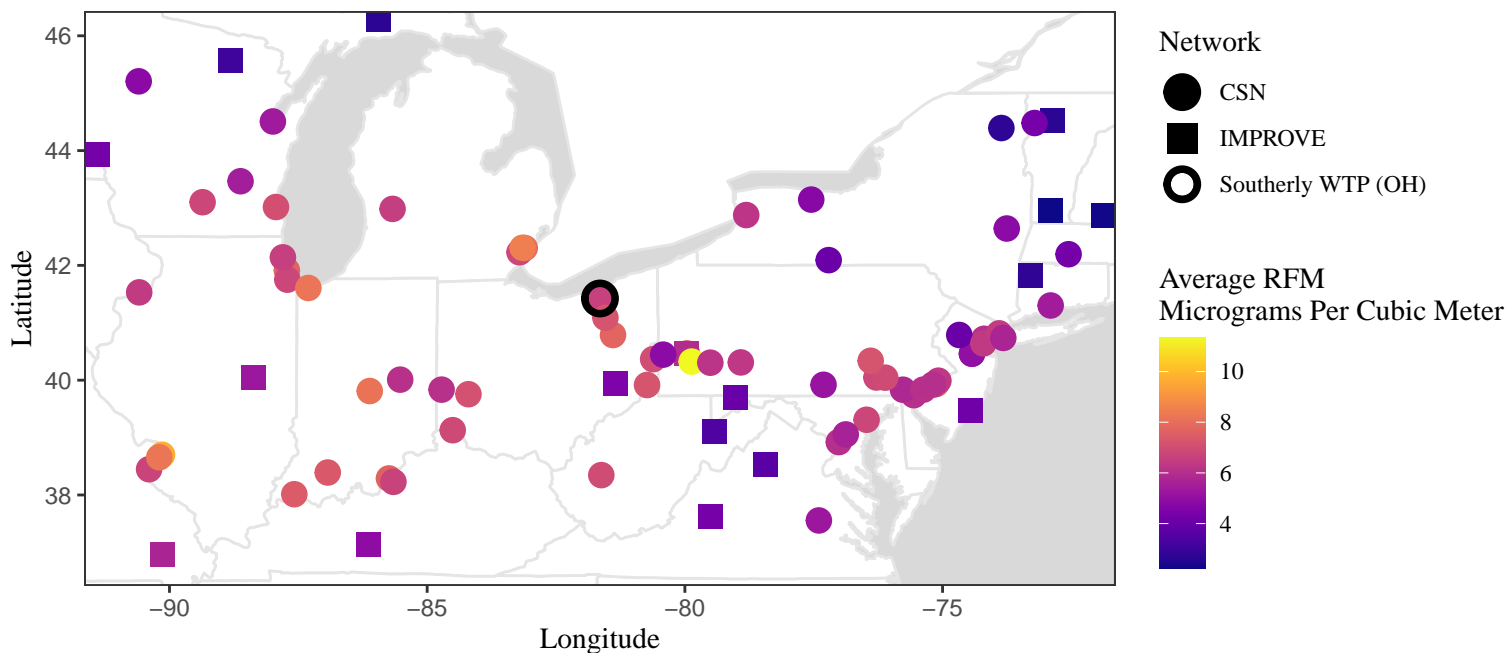 46
44
42
40
38
Latitude
−90
−85
−80
−75
Longitude
Network
CSN
IMPROVE
Southerly WTP (OH)
Average RFM
Micrograms Per Cubic Meter
10
8
6
4